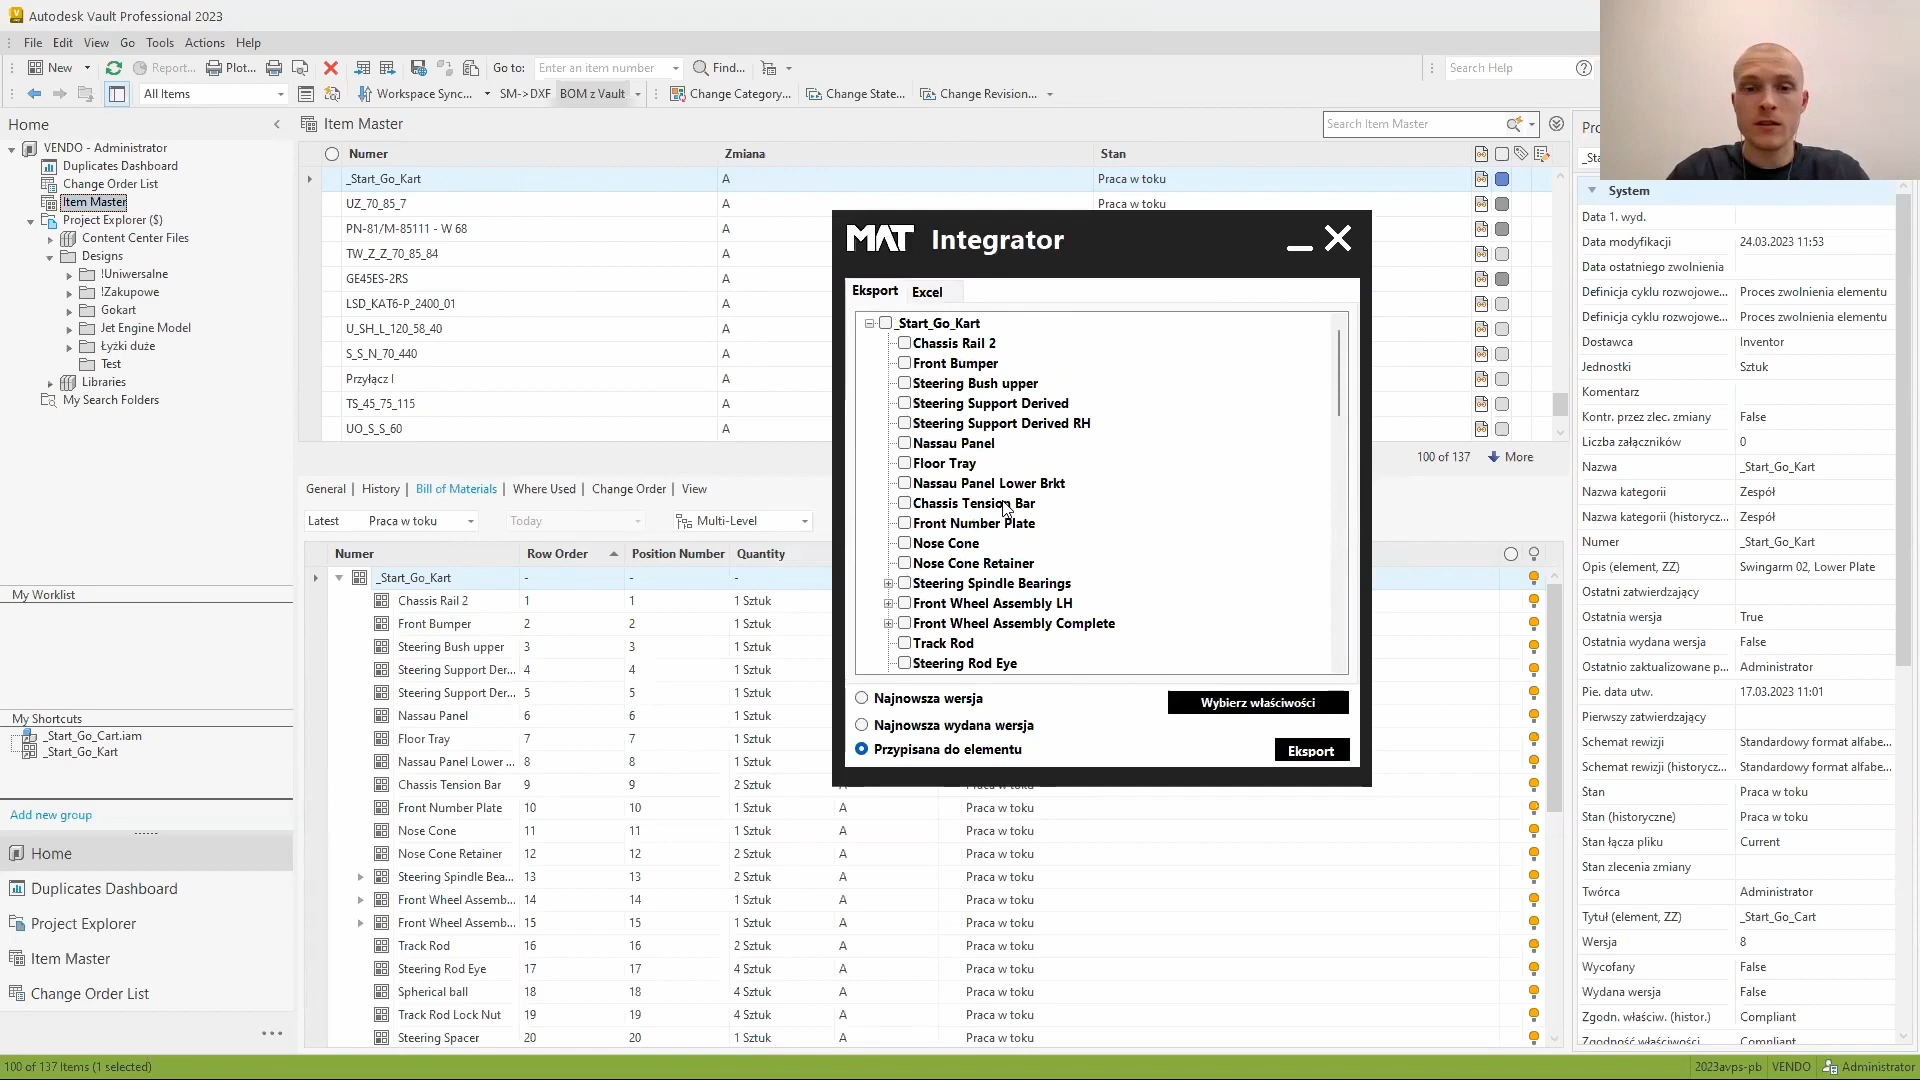 Autodesk Vault Professional 2023
File Edit View Go Tools Actions Help
New Report... Plot... Go to: Enter an item number Find... Search Help
All Items Workspace Sync... SM->DXF BOM z Vault Change Category... Change State... Change Revision...
Home
VENDO - Administrator
Duplicates Dashboard
Change Order List
Item Master
Project Explorer ($)
Content Center Files
Designs
!Uniwersalne
!Zakupowe
Gokart
Jet Engine Model
Łyżki duże
Test
Libraries
My Search Folders
My Worklist
My Shortcuts
_Start_Go_Cart.iam
_Start_Go_Kart
Add new group
Home
Duplicates Dashboard
Project Explorer
Item Master
Change Order List
Item Master
Search Item Master
Numer Zmiana Stan
_Start_Go_Kart A Praca w toku
UZ_70_85_7 A Praca w toku
PN-81/M-85111 - W 68 A
TW_Z_Z_70_85_84 A
GE45ES-2RS A
LSD_KAT6-P_2400_01 A
U_SH_L_120_58_40 A
S_S_N_70_440 A
Przyłącz I A
TS_45_75_115 A
UO_S_S_60 A
100 of 137 More
General | History | Bill of Materials | Where Used | Change Order | View
Latest Praca w toku Today Multi-Level
Numer Row Order Position Number Quantity
_Start_Go_Kart - - -
Chassis Rail 2 1 1 1 Sztuk
Front Bumper 2 2 1 Sztuk
Steering Bush upper 3 3 1 Sztuk
Steering Support Der... 4 4 1 Sztuk
Steering Support Der... 5 5 1 Sztuk
Nassau Panel 6 6 1 Sztuk
Floor Tray 7 7 1 Sztuk
Nassau Panel Lower ... 8 8 1 Sztuk
Chassis Tension Bar 9 9 2 Sztuk A Praca w toku
Front Number Plate 10 10 1 Sztuk A Praca w toku
Nose Cone 11 11 1 Sztuk A Praca w toku
Nose Cone Retainer 12 12 2 Sztuk A Praca w toku
Steering Spindle Bea... 13 13 2 Sztuk A Praca w toku
Front Wheel Assemb... 14 14 1 Sztuk A Praca w toku
Front Wheel Assemb... 15 15 1 Sztuk A Praca w toku
Track Rod 16 16 2 Sztuk A Praca w toku
Steering Rod Eye 17 17 4 Sztuk A Praca w toku
Spherical ball 18 18 4 Sztuk A Praca w toku
Track Rod Lock Nut 19 19 4 Sztuk A Praca w toku
Steering Spacer 20 20 1 Sztuk A Praca w toku
MAT Integrator
Eksport Excel
_Start_Go_Kart
Chassis Rail 2
Front Bumper
Steering Bush upper
Steering Support Derived
Steering Support Derived RH
Nassau Panel
Floor Tray
Nassau Panel Lower Brkt
Chassis Tension Bar
Front Number Plate
Nose Cone
Nose Cone Retainer
Steering Spindle Bearings
Front Wheel Assembly LH
Front Wheel Assembly Complete
Track Rod
Steering Rod Eye
Najnowsza wersja Wybierz właściwości
Najnowsza wydana wersja
Przypisana do elementu Eksport
System
Data 1. wyd.
Data modyfikacji 24.03.2023 11:53
Data ostatniego zwolnienia
Definicja cyklu rozwojowe... Proces zwolnienia elementu
Definicja cyklu rozwojowe... Proces zwolnienia elementu
Dostawca Inventor
Jednostki Sztuk
Komentarz
Kontr. przez zlec. zmiany False
Liczba załączników 0
Nazwa _Start_Go_Kart
Nazwa kategorii Zespół
Nazwa kategorii (historycz... Zespół
Numer _Start_Go_Kart
Opis (element, ZZ) Swingarm 02, Lower Plate
Ostatni zatwierdzający
Ostatnia wersja True
Ostatnia wydana wersja False
Ostatnio zaktualizowane p... Administrator
Pie. data utw. 17.03.2023 11:01
Pierwszy zatwierdzający
Schemat rewizji Standardowy format alfabe...
Schemat rewizji (historycz... Standardowy format alfabe...
Stan Praca w toku
Stan (historyczne) Praca w toku
Stan łącza pliku Current
Stan zlecenia zmiany
Twórca Administrator
Tytuł (element, ZZ) _Start_Go_Cart
Wersja 8
Wycofany False
Wydana wersja False
Zgodn. właściw. (histor.) Compliant
Zgodność właściwości Compliant
100 of 137 Items (1 selected) 2023avps-pb VENDO Administrator